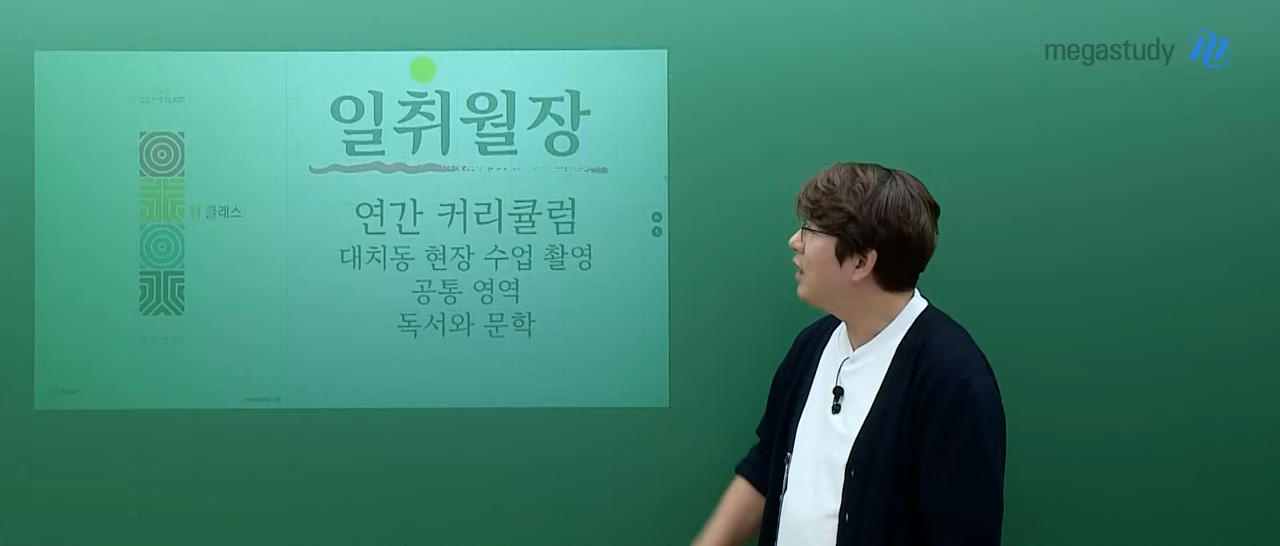 megastudy
일취월장
클래스
연간 커리큘럼
대치동 현장 수업 촬영
공통 영역
독서와 문학